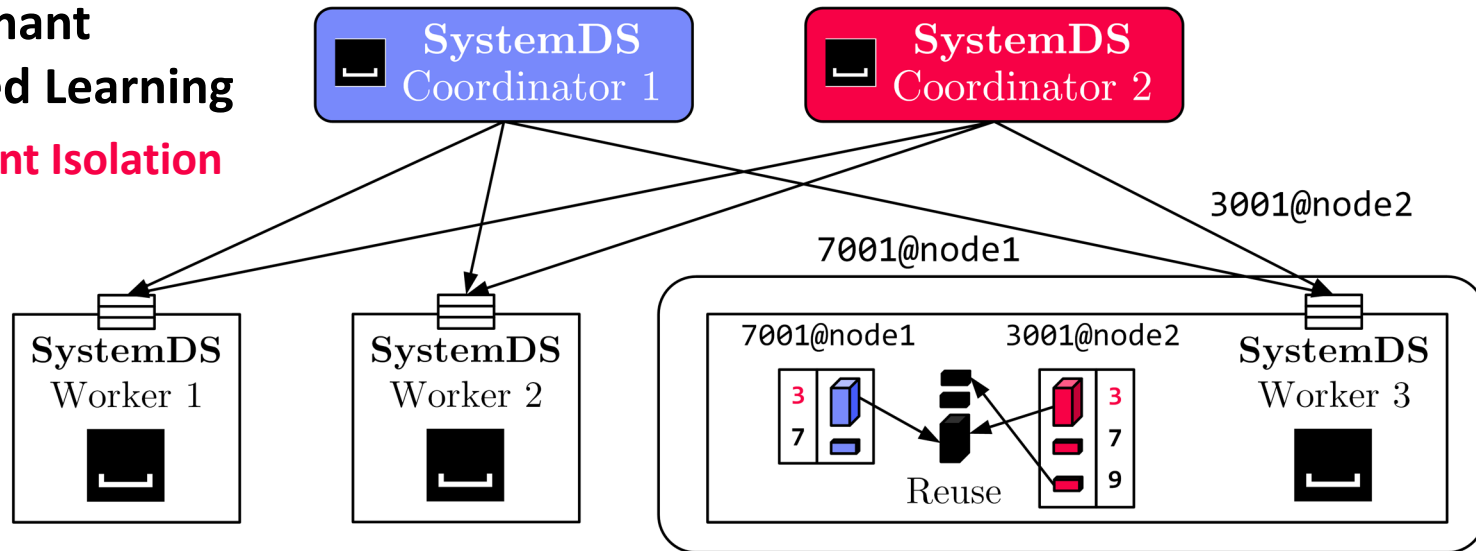 ed Learning
nt Isolation
SystemDS
Coordinator 1
SystemDS
Coordinator 2
3001@node2
7001@node1
SystemDS
Worker 1
SystemDS
Worker 2
7001@node1
3001@node2
3
7
3
7
9
Reuse
SystemDS
Worker 3